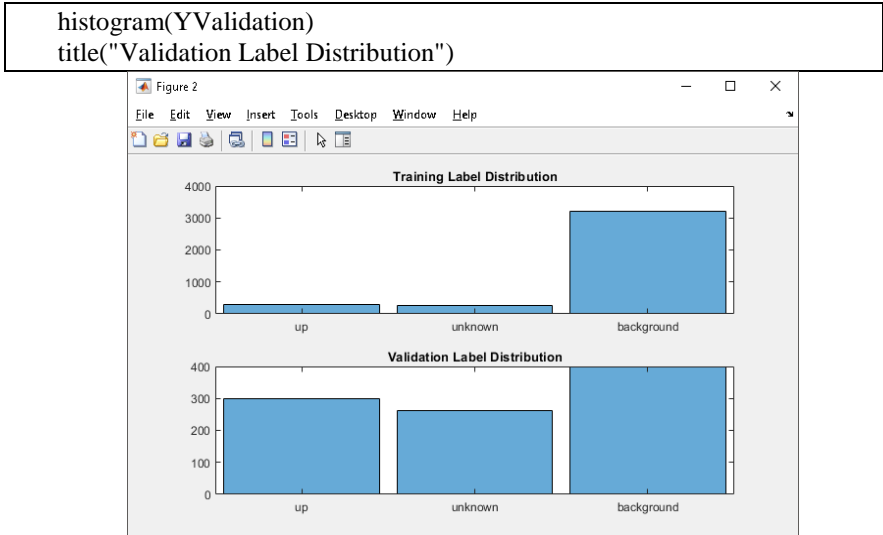 histogram(YValidation)
title("Validation Label Distribution")
Figure 2
File Edit View Insert Tools Desktop Window Help
Training Label Distribution
4000
3000
2000
1000
0
up unknown background
Validation Label Distribution
400
300
200
100
0
up unknown background